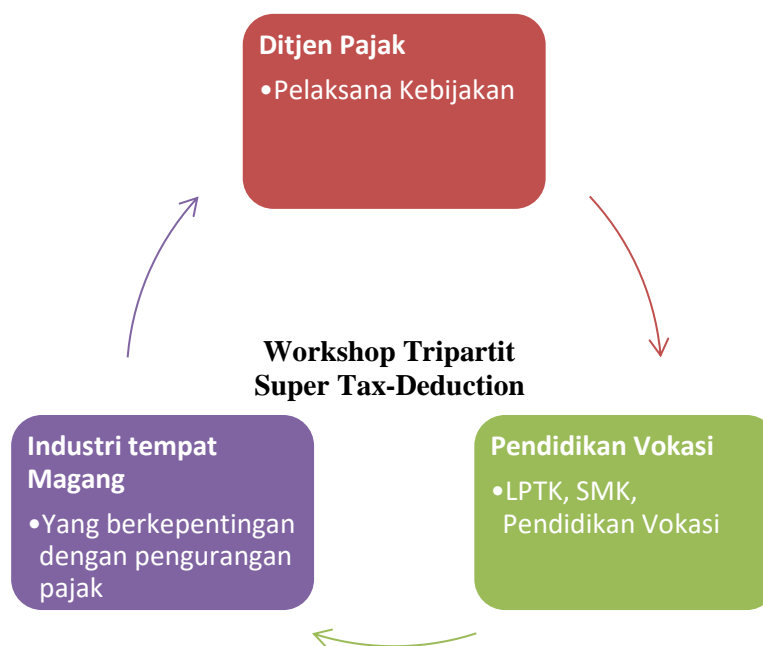 Ditjen Pajak
•Pelaksana Kebijakan
Workshop Tripartit
Super Tax-Deduction
Industri tempat
Magang
•Yang berkepentingan
dengan pengurangan
pajak
Pendidikan Vokasi
•LPTK, SMK,
Pendidikan Vokasi